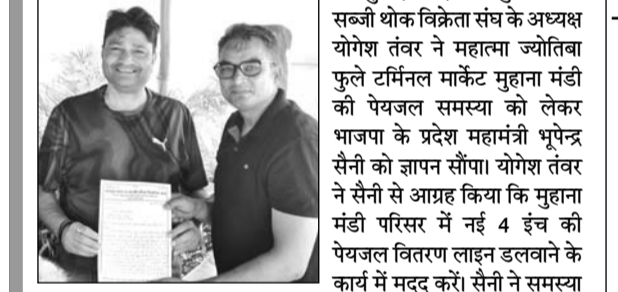 सब्जी थोक विक्रेता संघ के अध्यक्ष
योगेश तंवर ने महात्मा ज्योतिबा
फुले टर्मिनल मार्केट मुहाना मंडी
की पेयजल समस्या को लेकर
भाजपा के प्रदेश महामंत्री भूपेन्द्र
सैनी को ज्ञापन सौंपा। योगेश तंवर
ने सैनी से आग्रह किया कि मुहाना
मंडी परिसर में नई 4 इंच की
पेयजल वितरण लाइन डलवाने के
कार्य में मदद करें। सैनी ने समस्या